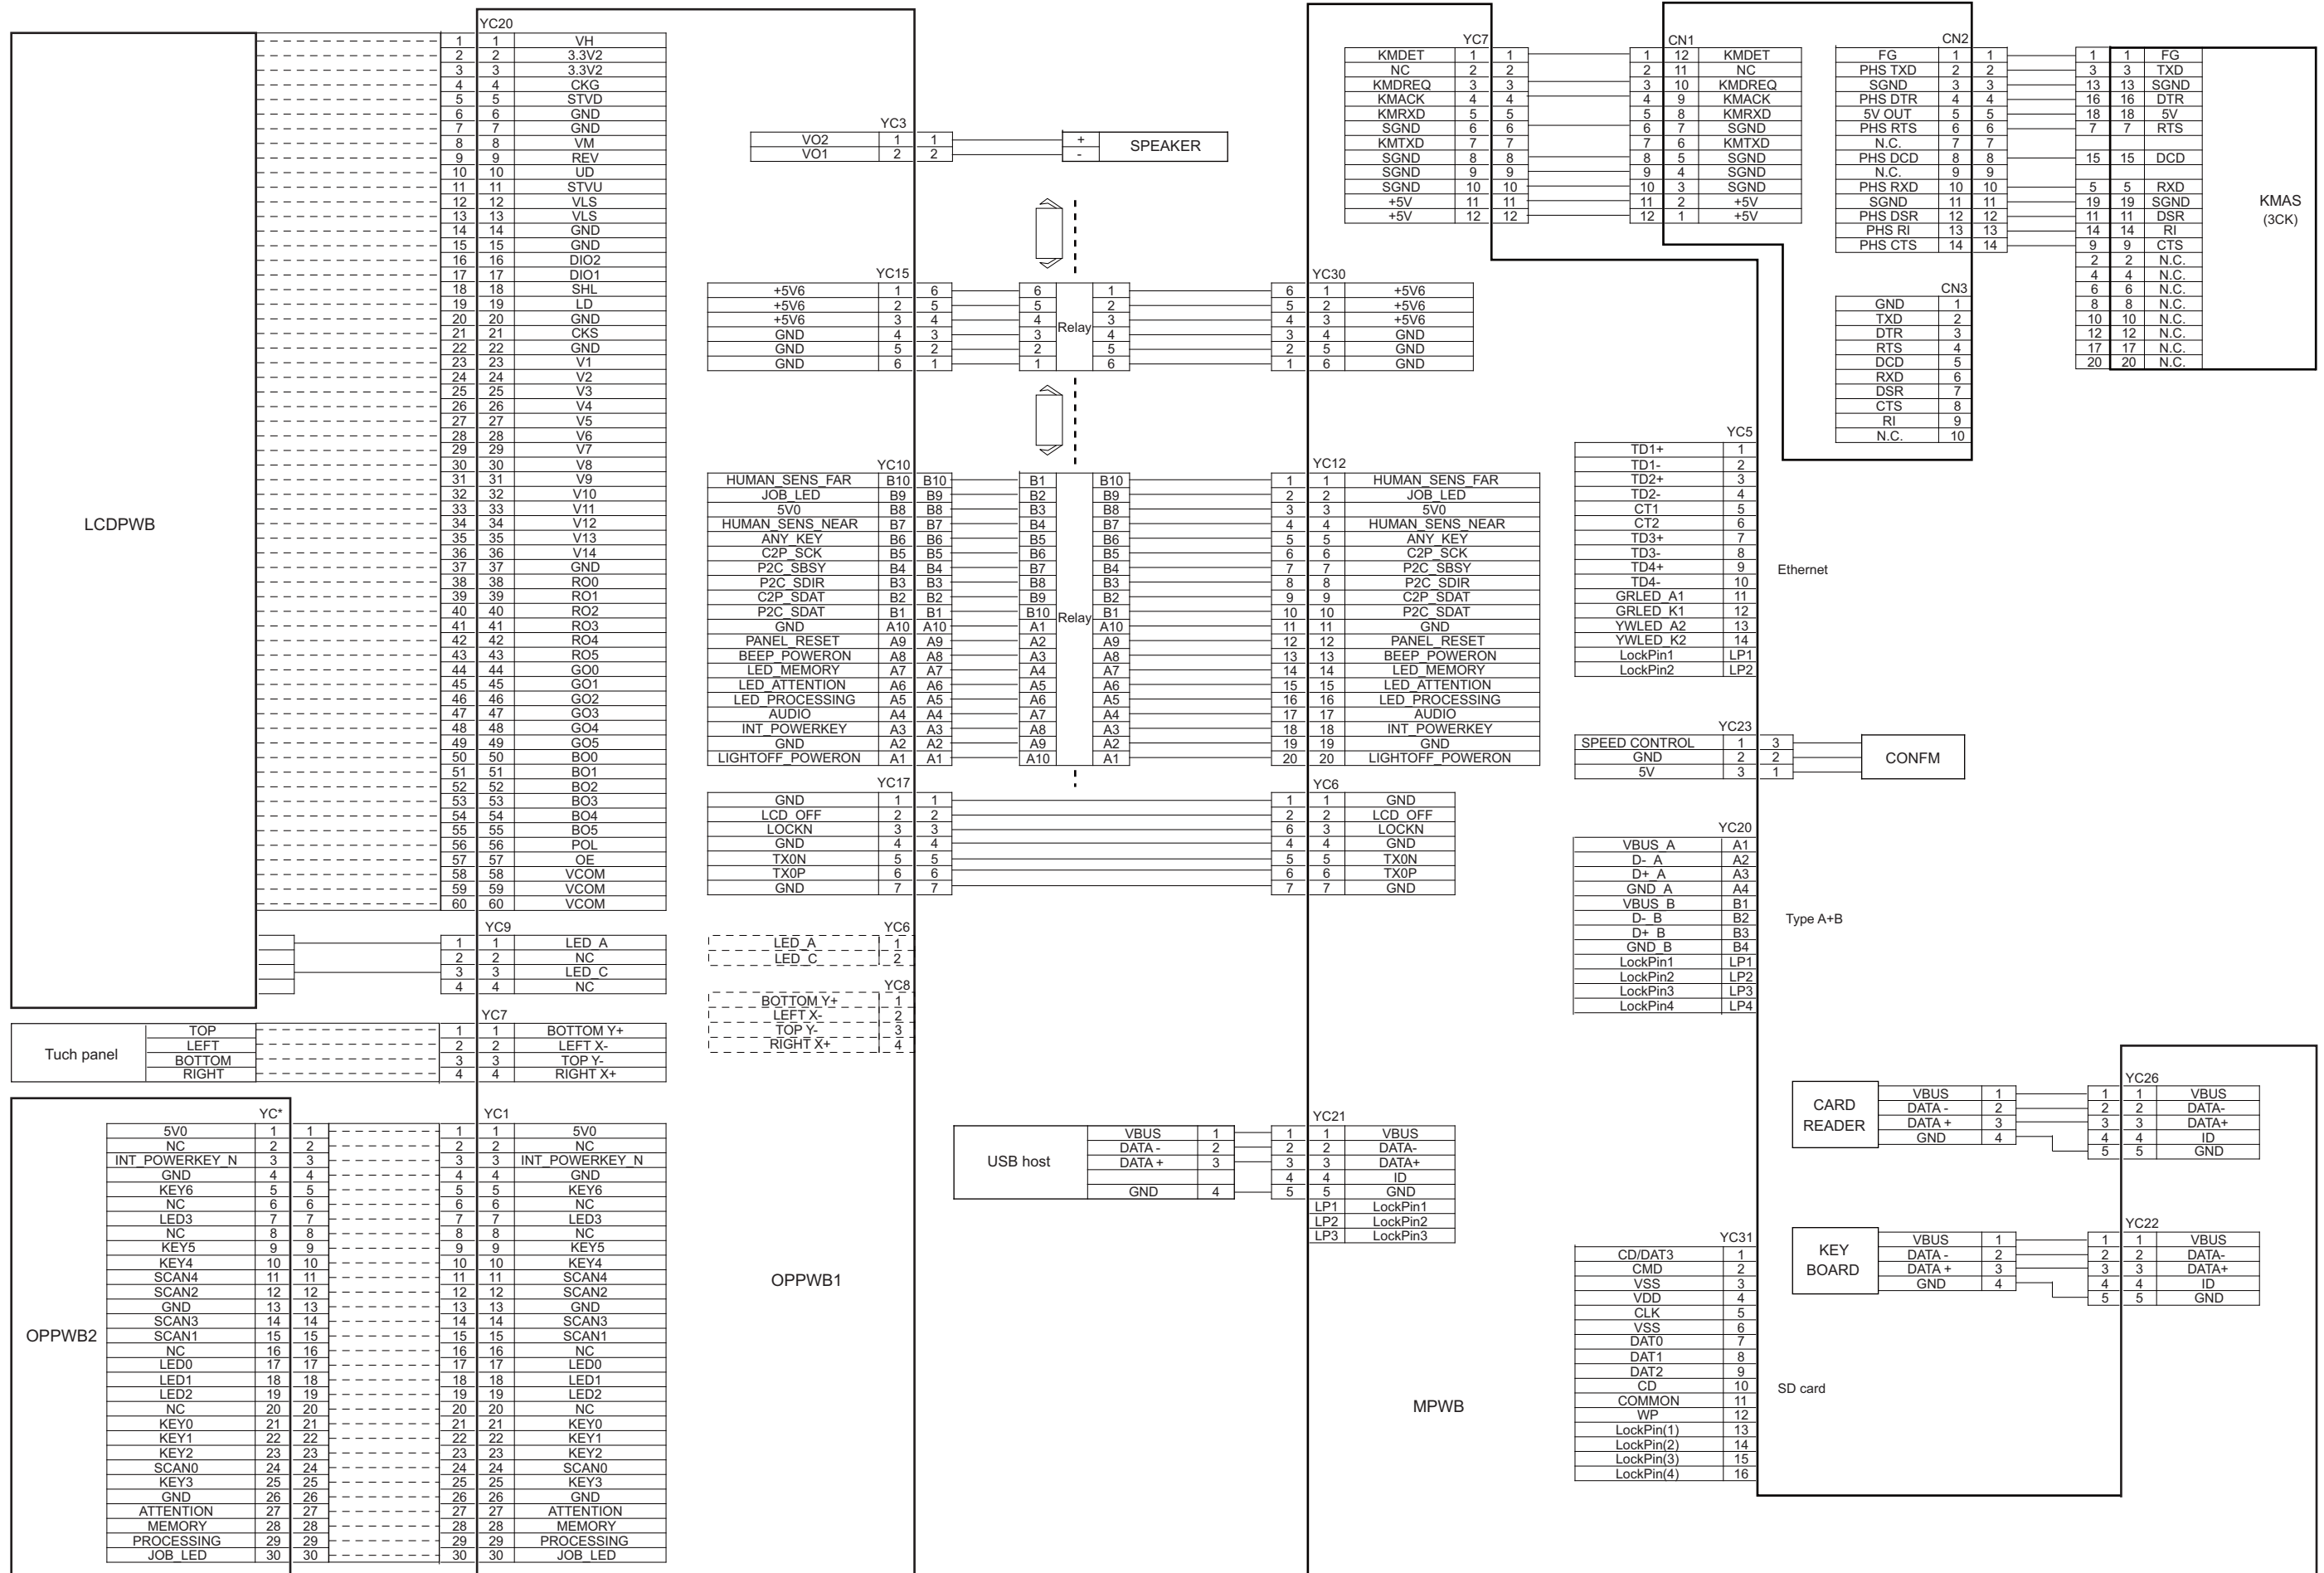 LCDPWB
YC20
1 1 VH
2 2 3.3V2
3 3 3.3V2
4 4 CKG
5 5 STVD
6 6 GND
7 7 GND
8 8 VM
9 9 REV
10 10 UD
11 11 STVU
12 12 VLS
13 13 VLS
14 14 GND
15 15 GND
16 16 DIO2
17 17 DIO1
18 18 SHL
19 19 LD
20 20 GND
21 21 CKS
22 22 GND
23 23 V1
24 24 V2
25 25 V3
26 26 V4
27 27 V5
28 28 V6
29 29 V7
30 30 V8
31 31 V9
32 32 V10
33 33 V11
34 34 V12
35 35 V13
36 36 V14
37 37 GND
38 38 RO0
39 39 RO1
40 40 RO2
41 41 RO3
42 42 RO4
43 43 RO5
44 44 GO0
45 45 GO1
46 46 GO2
47 47 GO3
48 48 GO4
49 49 GO5
50 50 BO0
51 51 BO1
52 52 BO2
53 53 BO3
54 54 BO4
55 55 BO5
56 56 POL
57 57 OE
58 58 VCOM
59 59 VCOM
60 60 VCOM
YC9
1 1 LED_A
2 2 NC
3 3 LED_C
4 4 NC
Tuch panel
YC7
TOP 1 1 BOTTOM Y+
LEFT 2 2 LEFT X-
BOTTOM 3 3 TOP Y-
RIGHT 4 4 RIGHT X+
OPPWB2
YC* YC1
5V0 1 1 1 1 5V0
NC 2 2 2 2 NC
INT_POWERKEY_N 3 3 3 3 INT_POWERKEY_N
GND 4 4 4 4 GND
KEY6 5 5 5 5 KEY6
NC 6 6 6 6 NC
LED3 7 7 7 7 LED3
NC 8 8 8 8 NC
KEY5 9 9 9 9 KEY5
KEY4 10 10 10 10 KEY4
SCAN4 11 11 11 11 SCAN4
SCAN2 12 12 12 12 SCAN2
GND 13 13 13 13 GND
SCAN3 14 14 14 14 SCAN3
SCAN1 15 15 15 15 SCAN1
NC 16 16 16 16 NC
LED0 17 17 17 17 LED0
LED1 18 18 18 18 LED1
LED2 19 19 19 19 LED2
NC 20 20 20 20 NC
KEY0 21 21 21 21 KEY0
KEY1 22 22 22 22 KEY1
KEY2 23 23 23 23 KEY2
SCAN0 24 24 24 24 SCAN0
KEY3 25 25 25 25 KEY3
GND 26 26 26 26 GND
ATTENTION 27 27 27 27 ATTENTION
MEMORY 28 28 28 28 MEMORY
PROCESSING 29 29 29 29 PROCESSING
JOB_LED 30 30 30 30 JOB_LED
OPPWB1
YC3
VO2 1 1 +
VO1 2 2 -
SPEAKER
YC15 YC30
Relay
+5V6 1 6 6 1 6 1 +5V6
+5V6 2 5 5 2 5 2 +5V6
+5V6 3 4 4 3 4 3 +5V6
GND 4 3 3 4 3 4 GND
GND 5 2 2 5 2 5 GND
GND 6 1 1 6 1 6 GND
YC10 YC12
Relay
HUMAN_SENS_FAR B10 B10 B1 B10 1 1 HUMAN_SENS_FAR
JOB_LED B9 B9 B2 B9 2 2 JOB_LED
5V0 B8 B8 B3 B8 3 3 5V0
HUMAN_SENS_NEAR B7 B7 B4 B7 4 4 HUMAN_SENS_NEAR
ANY_KEY B6 B6 B5 B6 5 5 ANY_KEY
C2P_SCK B5 B5 B6 B5 6 6 C2P_SCK
P2C_SBSY B4 B4 B7 B4 7 7 P2C_SBSY
P2C_SDIR B3 B3 B8 B3 8 8 P2C_SDIR
C2P_SDAT B2 B2 B9 B2 9 9 C2P_SDAT
P2C_SDAT B1 B1 B10 B1 10 10 P2C_SDAT
GND A10 A10 A1 A10 11 11 GND
PANEL_RESET A9 A9 A2 A9 12 12 PANEL_RESET
BEEP_POWERON A8 A8 A3 A8 13 13 BEEP_POWERON
LED_MEMORY A7 A7 A4 A7 14 14 LED_MEMORY
LED_ATTENTION A6 A6 A5 A6 15 15 LED_ATTENTION
LED_PROCESSING A5 A5 A6 A5 16 16 LED_PROCESSING
AUDIO A4 A4 A7 A4 17 17 AUDIO
INT_POWERKEY A3 A3 A8 A3 18 18 INT_POWERKEY
GND A2 A2 A9 A2 19 19 GND
LIGHTOFF_POWERON A1 A1 A10 A1 20 20 LIGHTOFF_POWERON
YC17 YC6
GND 1 1 1 1 GND
LCD_OFF 2 2 2 2 LCD_OFF
LOCKN 3 3 6 3 LOCKN
GND 4 4 4 4 GND
TX0N 5 5 5 5 TX0N
TX0P 6 6 6 6 TX0P
GND 7 7 7 7 GND
YC6
LED_A 1
LED_C 2
YC8
BOTTOM Y+ 1
LEFT X- 2
TOP Y- 3
RIGHT X+ 4
USB host
YC21
VBUS 1 1 1 VBUS
DATA - 2 2 2 DATA-
DATA + 3 3 3 DATA+
4 4 ID
GND 4 5 5 GND
LP1 LockPin1
LP2 LockPin2
LP3 LockPin3
MPWB
YC7 CN1
KMDET 1 1 1 12 KMDET
NC 2 2 2 11 NC
KMDREQ 3 3 3 10 KMDREQ
KMACK 4 4 4 9 KMACK
KMRXD 5 5 5 8 KMRXD
SGND 6 6 6 7 SGND
KMTXD 7 7 7 6 KMTXD
SGND 8 8 8 5 SGND
SGND 9 9 9 4 SGND
SGND 10 10 10 3 SGND
+5V 11 11 11 2 +5V
+5V 12 12 12 1 +5V
CN2
FG 1 1 1 1 FG
PHS TXD 2 2 3 3 TXD
SGND 3 3 13 13 SGND
PHS DTR 4 4 16 16 DTR
5V OUT 5 5 18 18 5V
PHS RTS 6 6 7 7 RTS
N.C. 7 7
PHS DCD 8 8 15 15 DCD
N.C. 9 9
PHS RXD 10 10 5 5 RXD
SGND 11 11 19 19 SGND
PHS DSR 12 12 11 11 DSR
PHS RI 13 13 14 14 RI
PHS CTS 14 14 9 9 CTS
2 2 N.C.
4 4 N.C.
6 6 N.C.
8 8 N.C.
10 10 N.C.
12 12 N.C.
17 17 N.C.
20 20 N.C.
KMAS
(3CK)
CN3
GND 1
TXD 2
DTR 3
RTS 4
DCD 5
RXD 6
DSR 7
CTS 8
RI 9
N.C. 10
YC5
TD1+ 1
TD1- 2
TD2+ 3
TD2- 4
CT1 5
CT2 6
TD3+ 7
TD3- 8
TD4+ 9
TD4- 10
GRLED_A1 11
GRLED_K1 12
YWLED_A2 13
YWLED_K2 14
LockPin1 LP1
LockPin2 LP2
Ethernet
YC23
SPEED CONTROL 1 3
GND 2 2
5V 3 1
CONFM
YC20
VBUS_A A1
D-_A A2
D+_A A3
GND_A A4
VBUS_B B1
D-_B B2
D+_B B3
GND_B B4
LockPin1 LP1
LockPin2 LP2
LockPin3 LP3
LockPin4 LP4
Type A+B
CARD
READER
YC26
VBUS 1 1 1 VBUS
DATA - 2 2 2 DATA-
DATA + 3 3 3 DATA+
GND 4 4 4 ID
5 5 GND
KEY
BOARD
YC22
VBUS 1 1 1 VBUS
DATA - 2 2 2 DATA-
DATA + 3 3 3 DATA+
GND 4 4 4 ID
5 5 GND
YC31
CD/DAT3 1
CMD 2
VSS 3
VDD 4
CLK 5
VSS 6
DAT0 7
DAT1 8
DAT2 9
CD 10
COMMON 11
WP 12
LockPin(1) 13
LockPin(2) 14
LockPin(3) 15
LockPin(4) 16
SD card